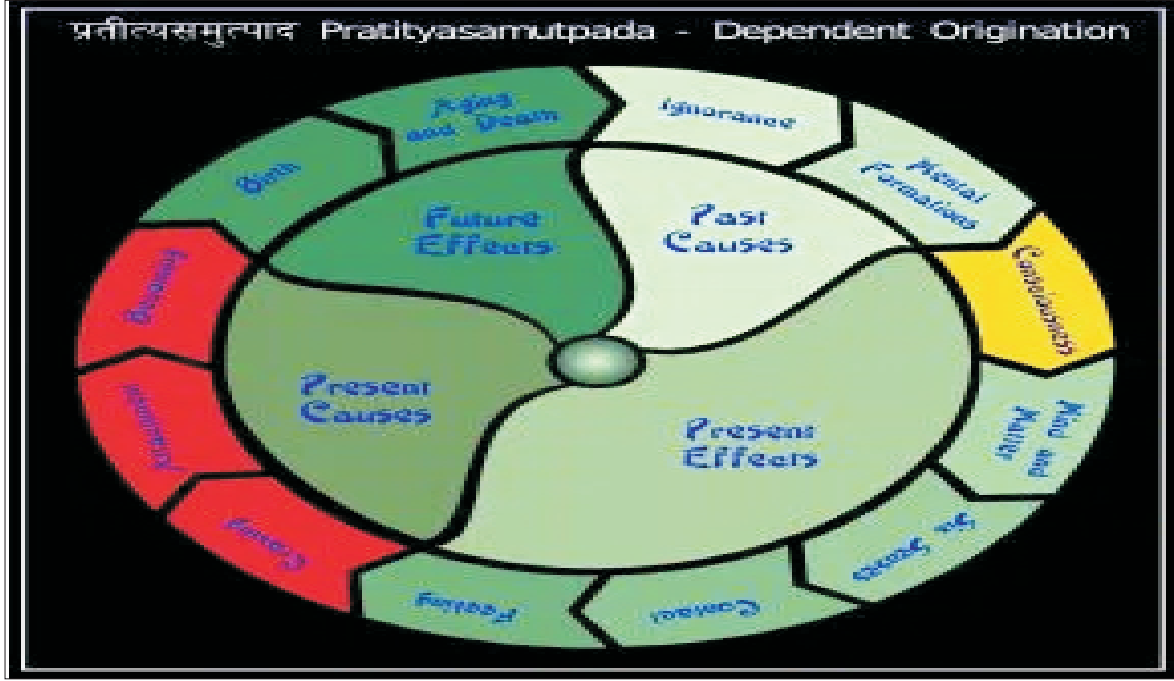 प्रतीत्यसमुत्पाद Pratityasamutpada - Dependent Origination
Ignorance
Mental
Formations
Consciousness
Mind and
Matter
Six Senses
Contact
Feeling
Craving
Becoming
Birth
Aging
and Death
Past
Causes
Present
Effects
Present
Causes
Future
Effects